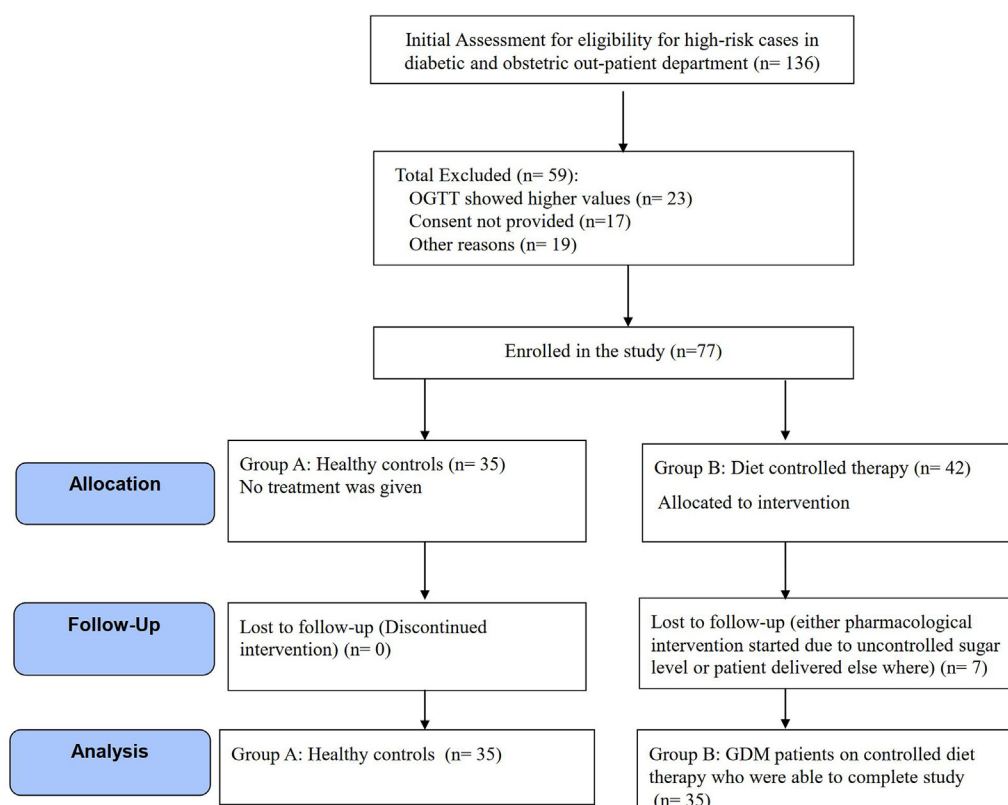 Initial Assessment for eligibility for high-risk cases in
diabetic and obstetric out-patient department (n= 136)
Total Excluded (n= 59):
OGTT showed higher values (n= 23)
Consent not provided (n=17)
Other reasons (n= 19)
Enrolled in the study (n=77)
Allocation
Group A: Healthy controls (n= 35)
No treatment was given
Group B: Diet controlled therapy (n= 42)
Allocated to intervention
Follow-Up
Lost to follow-up (Discontinued
intervention) (n= 0)
Lost to follow-up (either pharmacological
intervention started due to uncontrolled sugar
level or patient delivered else where) (n= 7)
Analysis
Group A: Healthy controls (n= 35)
Group B: GDM patients on controlled diet
therapy who were able to complete study
(n= 35)